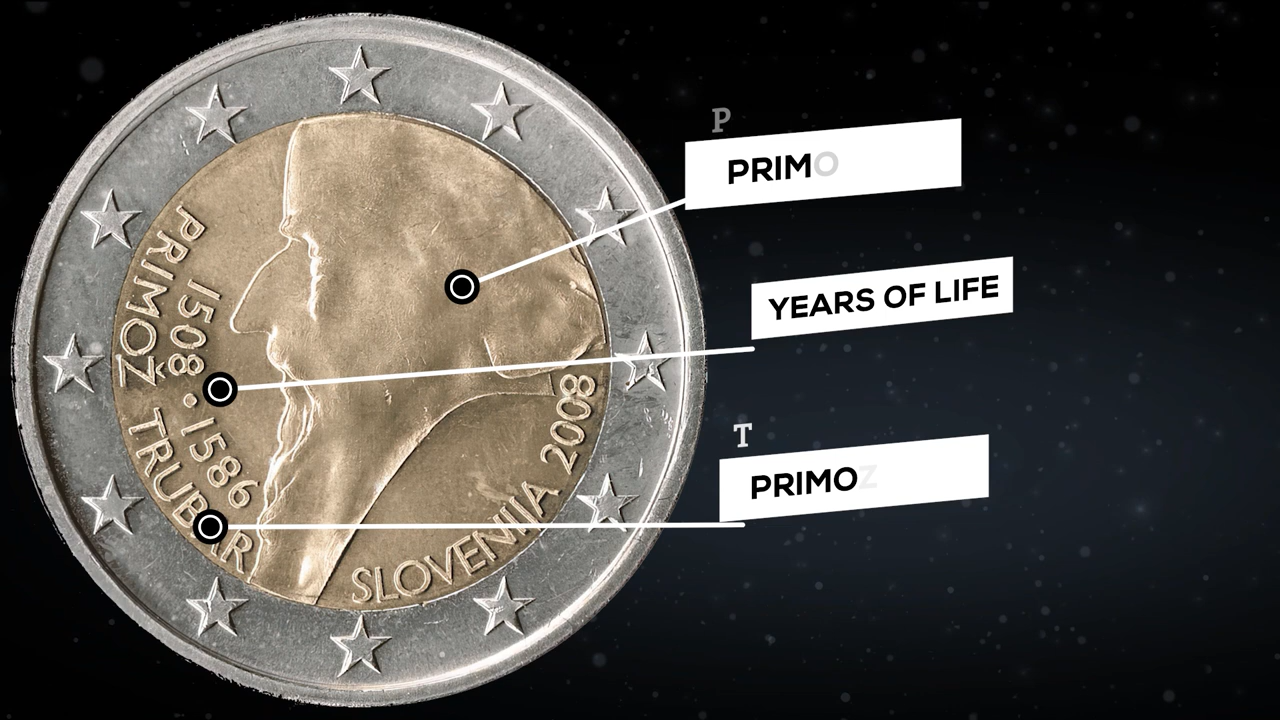 PRIMOŽ TRUBAR
1508 • 1586
SLOVENIJA 2008
P
PRIMO
YEARS OF LIFE
T
PRIMOZ